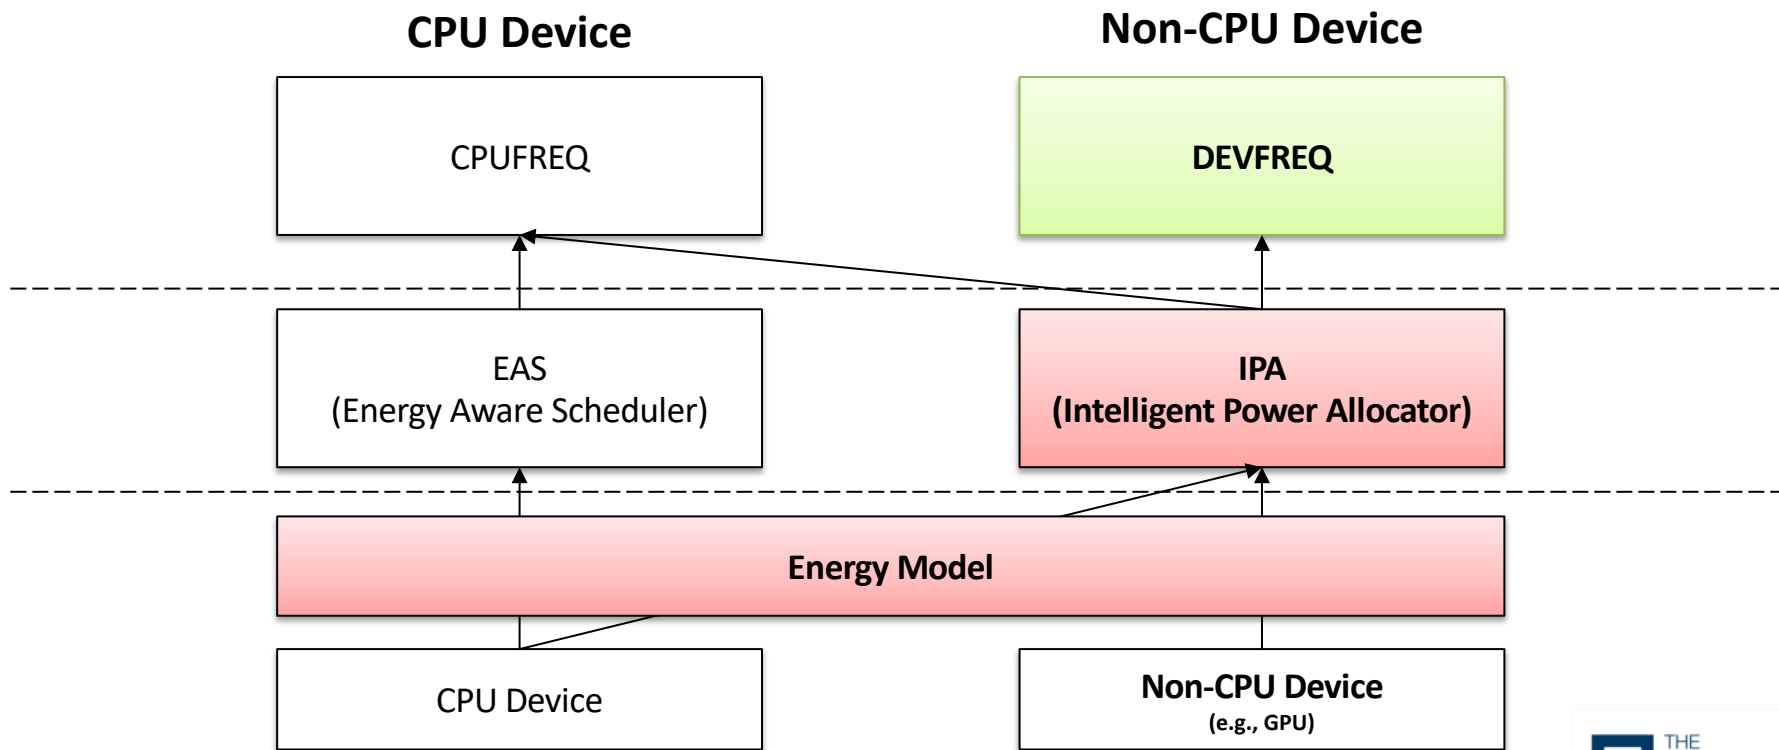 CPU Device
Non-CPU Device
CPUFREQ
DEVFREQ
EAS
(Energy Aware Scheduler)
IPA
(Intelligent Power Allocator)
Energy Model
CPU Device
Non-CPU Device
(e.g., GPU)
THE